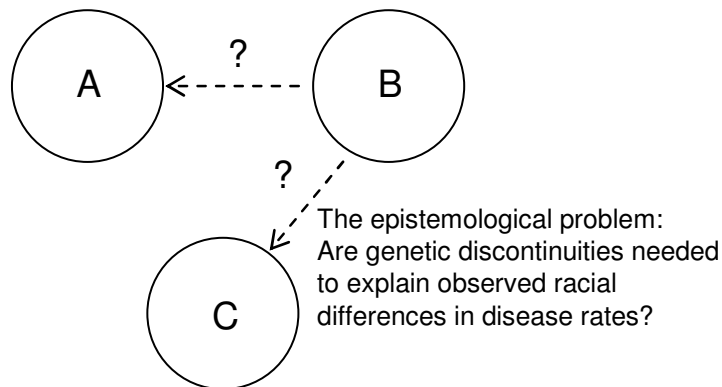 ?
A
B
?
The epistemological problem:
Are genetic discontinuities needed
to explain observed racial
differences in disease rates?
C